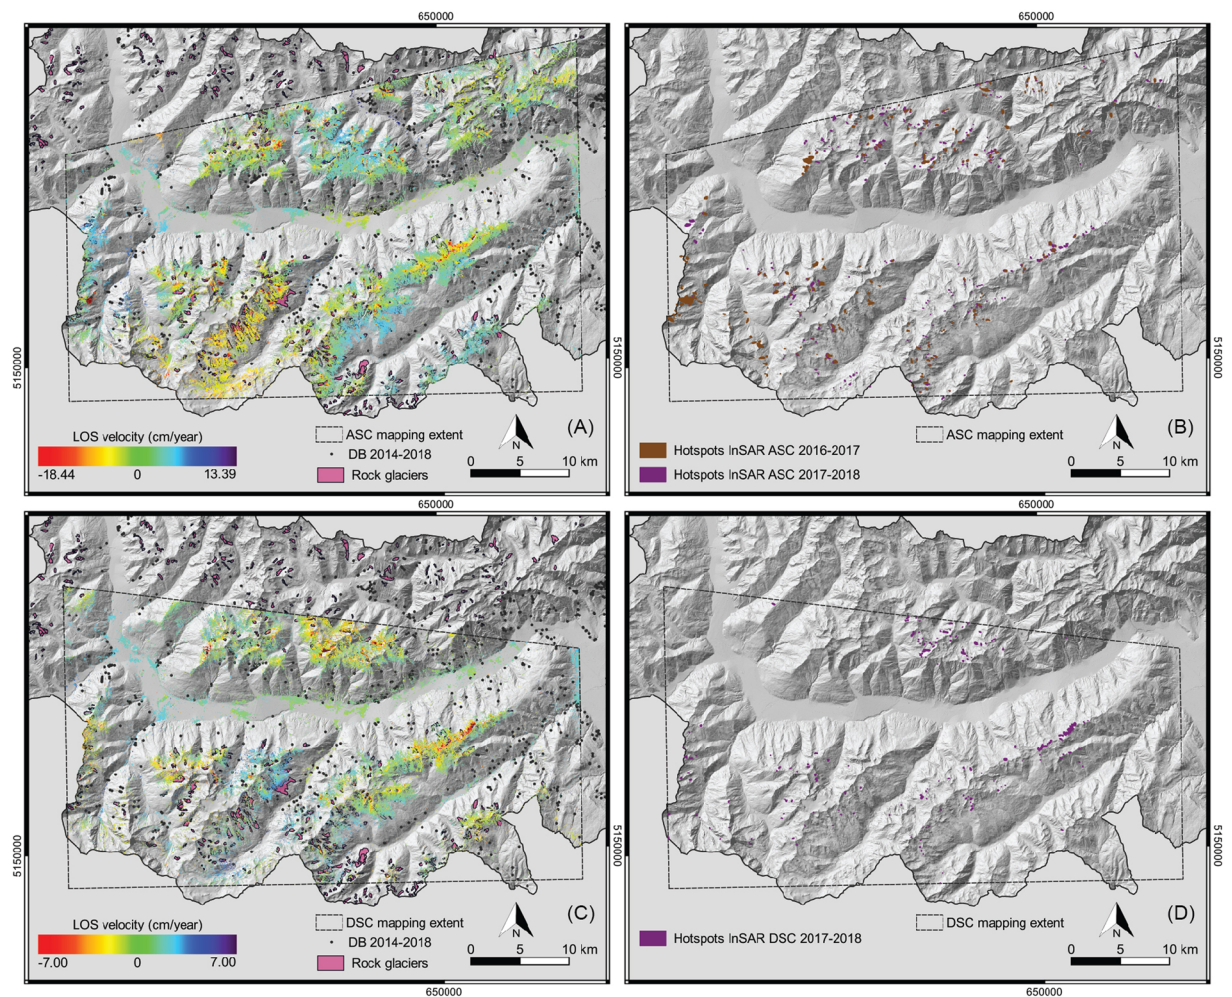 650000
650000
5150000
5150000
LOS velocity (cm/year)
-18.44 0 13.39
ASC mapping extent
DB 2014-2018
Rock glaciers
(A)
N
0 5 10 km
Hotspots InSAR ASC 2016-2017
Hotspots InSAR ASC 2017-2018
ASC mapping extent
(B)
N
0 5 10 km
650000
650000
5150000
5150000
LOS velocity (cm/year)
-7.00 0 7.00
DSC mapping extent
DB 2014-2018
Rock glaciers
(C)
N
0 5 10 km
Hotspots InSAR DSC 2017-2018
DSC mapping extent
(D)
N
0 5 10 km
650000
650000